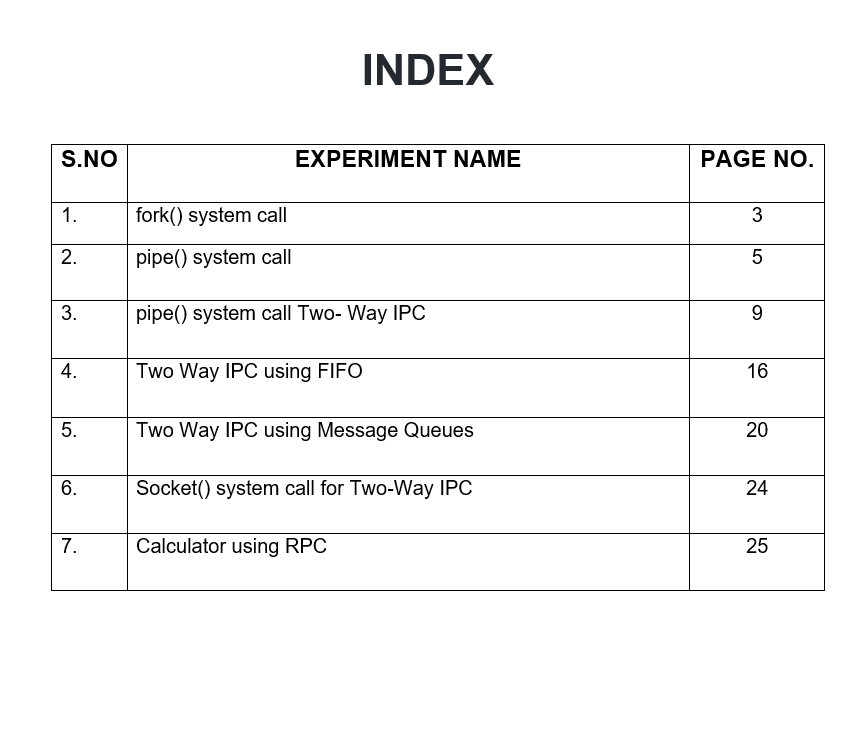 INDEX
S.NO EXPERIMENT NAME PAGE NO.
1. fork() system call 3
2. pipe() system call 5
3. pipe() system call Two- Way IPC 9
4. Two Way IPC using FIFO 16
5. Two Way IPC using Message Queues 20
6. Socket() system call for Two-Way IPC 24
7. Calculator using RPC 25